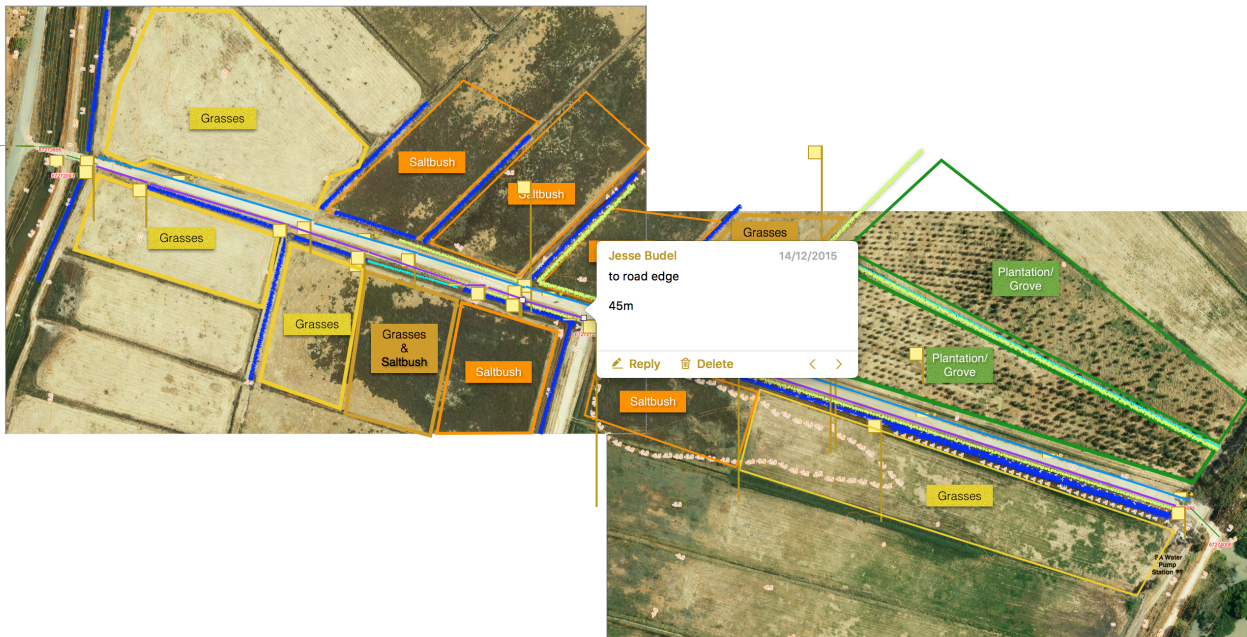 Grasses
Saltbush
Saltbush
Grasses
Grasses
Jesse Budel 14/12/2015
to road edge
45m
Reply Delete
Plantation/
Grove
Grasses
Grasses
&
Saltbush
Saltbush
Plantation/
Grove
Saltbush
Grasses
SA Water
Pump
Station